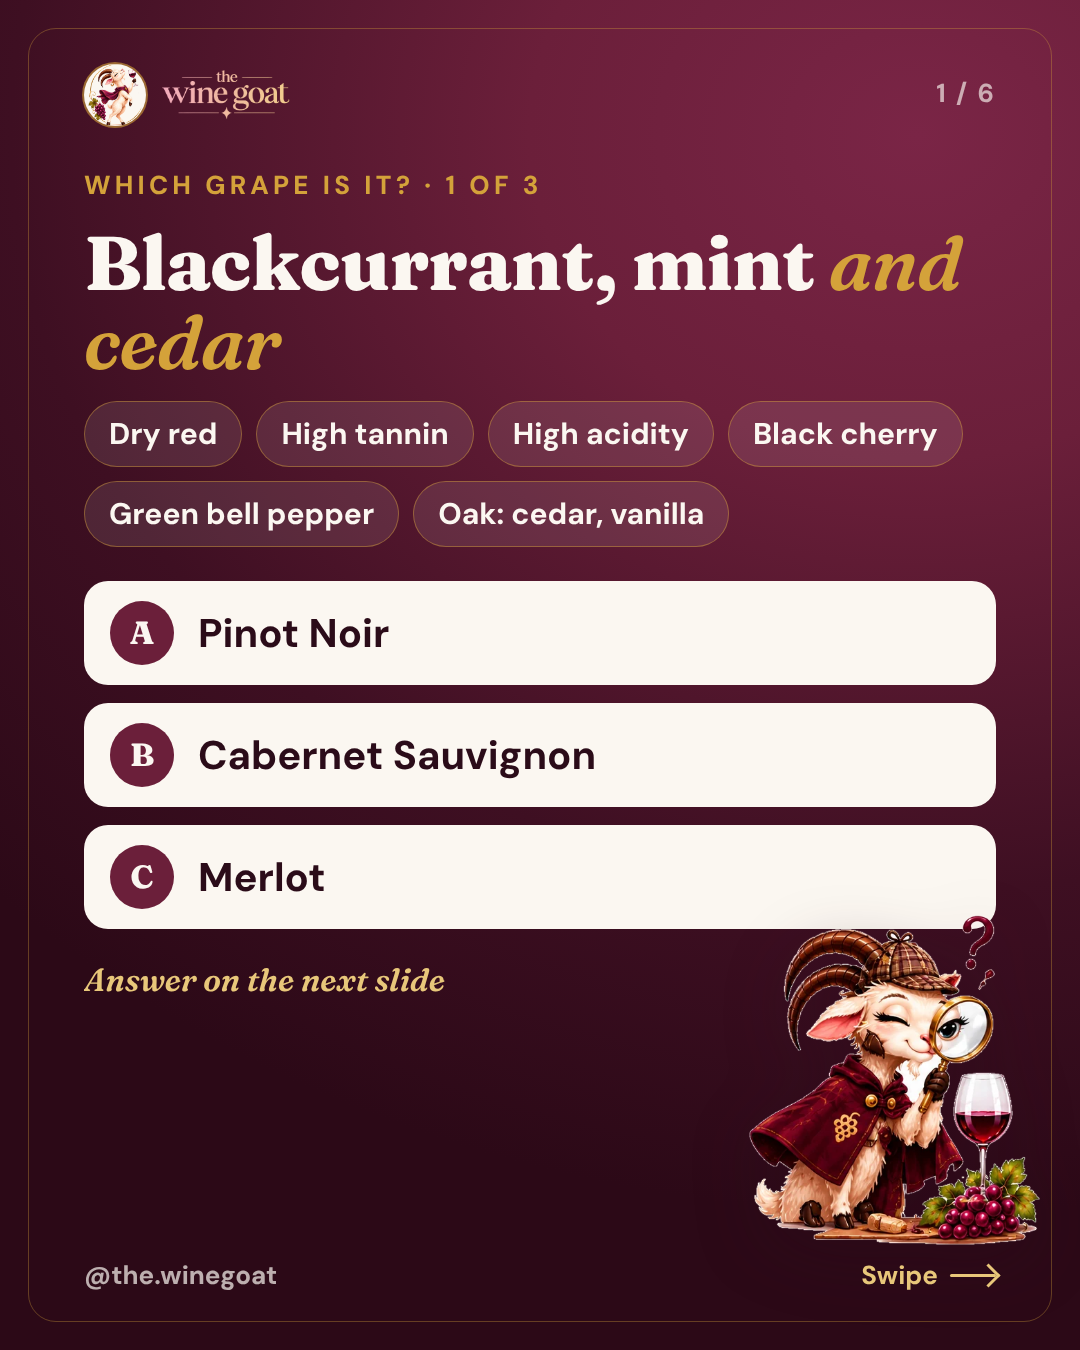 the
wine goat
1 / 6
WHICH GRAPE IS IT? · 1 OF 3
Blackcurrant, mint and
cedar
Dry red
High tannin
High acidity
Black cherry
Green bell pepper
Oak: cedar, vanilla
A Pinot Noir
B Cabernet Sauvignon
C Merlot
?
Answer on the next slide
@the.winegoat
Swipe →